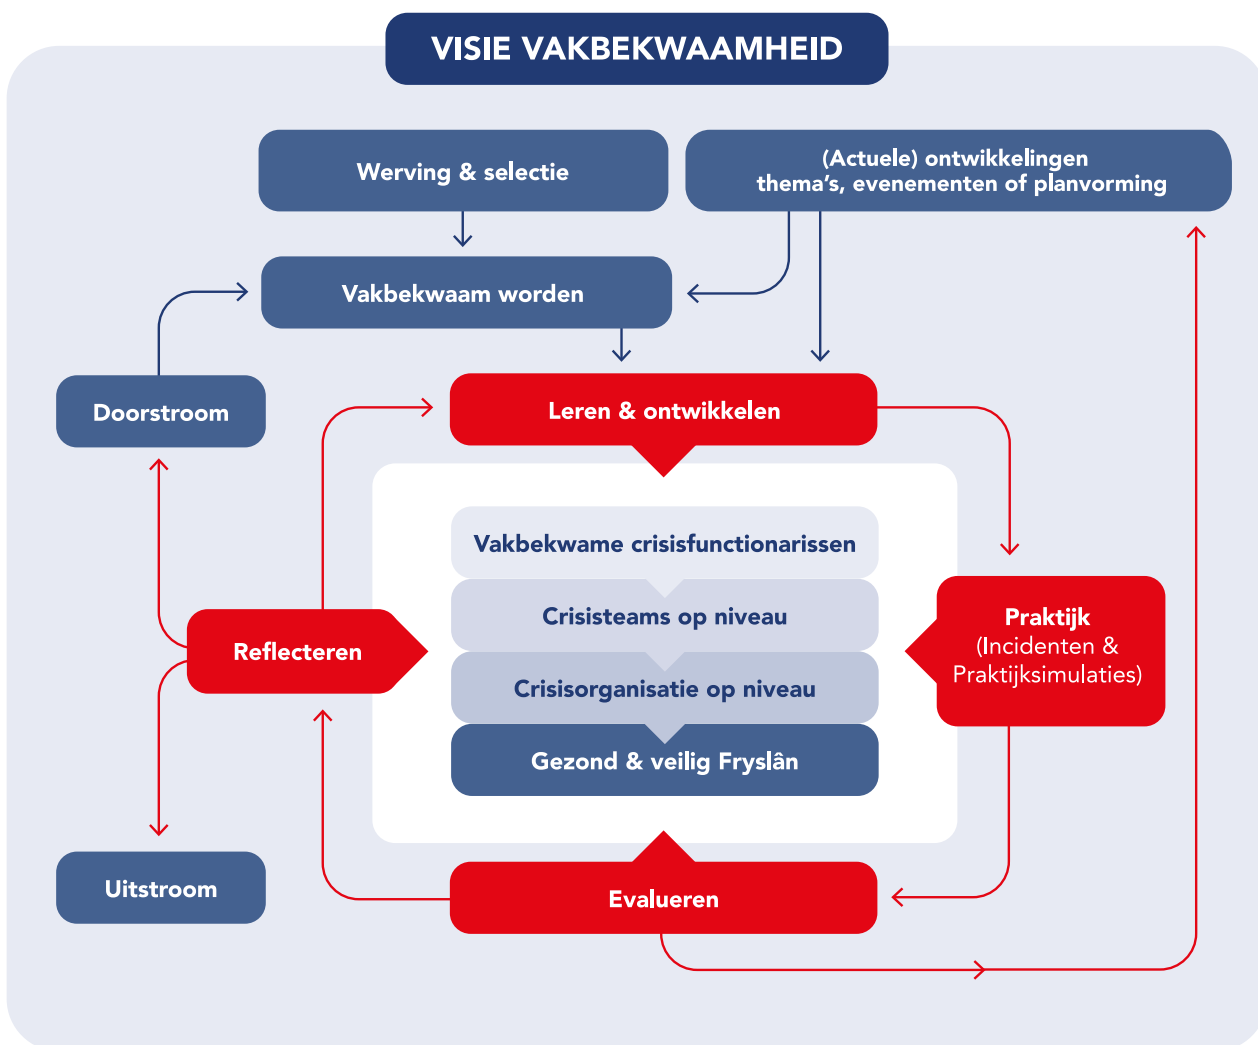 VISIE VAKBEKWAAMHEID
Werving & selectie
(Actuele) ontwikkelingen
thema's, evenementen of planvorming
Vakbekwaam worden
Doorstroom
Leren & ontwikkelen
Vakbekwame crisisfunctionarissen
Crisisteams op niveau
Praktijk
(Incidenten &
Praktijksimulaties)
Reflecteren
Crisisorganisatie op niveau
Gezond & veilig Fryslân
Uitstroom
Evalueren